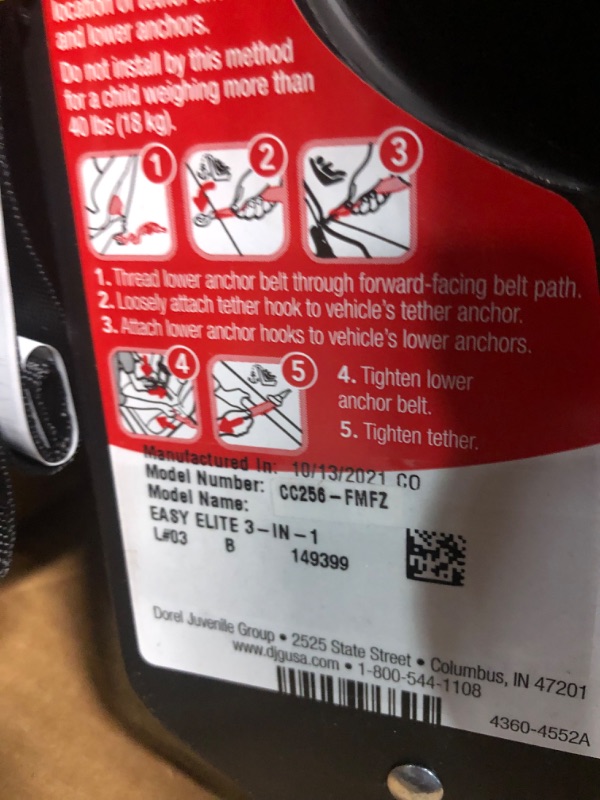 and lower anchors.
Do not install by this method
for a child weighing more than
40 lbs (18 kg).
1 2 3
1. Thread lower anchor belt through forward-facing belt path.
2. Loosely attach tether hook to vehicle's tether anchor.
3. Attach lower anchor hooks to vehicle's lower anchors.
4 5
4. Tighten lower
anchor belt.
5. Tighten tether.
Manufactured In: 10/13/2021 CO
Model Number: CC256-FMFZ
Model Name:
EASY ELITE 3-IN-1
L#03 B 149399
Dorel Juvenile Group • 2525 State Street • Columbus, IN 47201
www.djgusa.com • 1-800-544-1108
4360-4552A